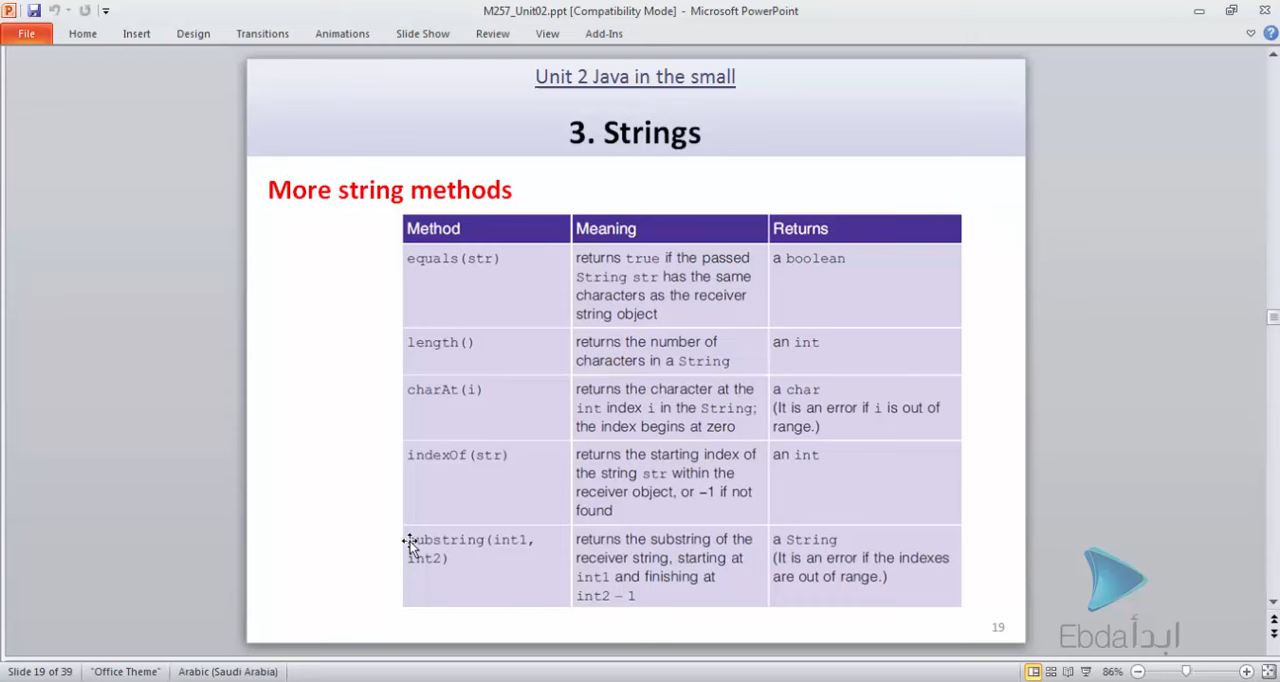 M257_Unit02.ppt [Compatibility Mode] - Microsoft PowerPoint
File Home Insert Design Transitions Animations Slide Show Review View Add-Ins
Unit 2 Java in the small
3. Strings
More string methods
Method Meaning Returns
equals(str) returns true if the passed a boolean
String str has the same
characters as the receiver
string object
length() returns the number of an int
characters in a String
charAt(i) returns the character at the a char
int index i in the String; (It is an error if i is out of
the index begins at zero range.)
indexOf(str) returns the starting index of an int
the string str within the
receiver object, or –1 if not
found
substring(int1, returns the substring of the a String
int2) receiver string, starting at (It is an error if the indexes
int1 and finishing at are out of range.)
int2 – 1
19
Ebda ابدأ
Slide 19 of 39 "Office Theme" Arabic (Saudi Arabia) 86%